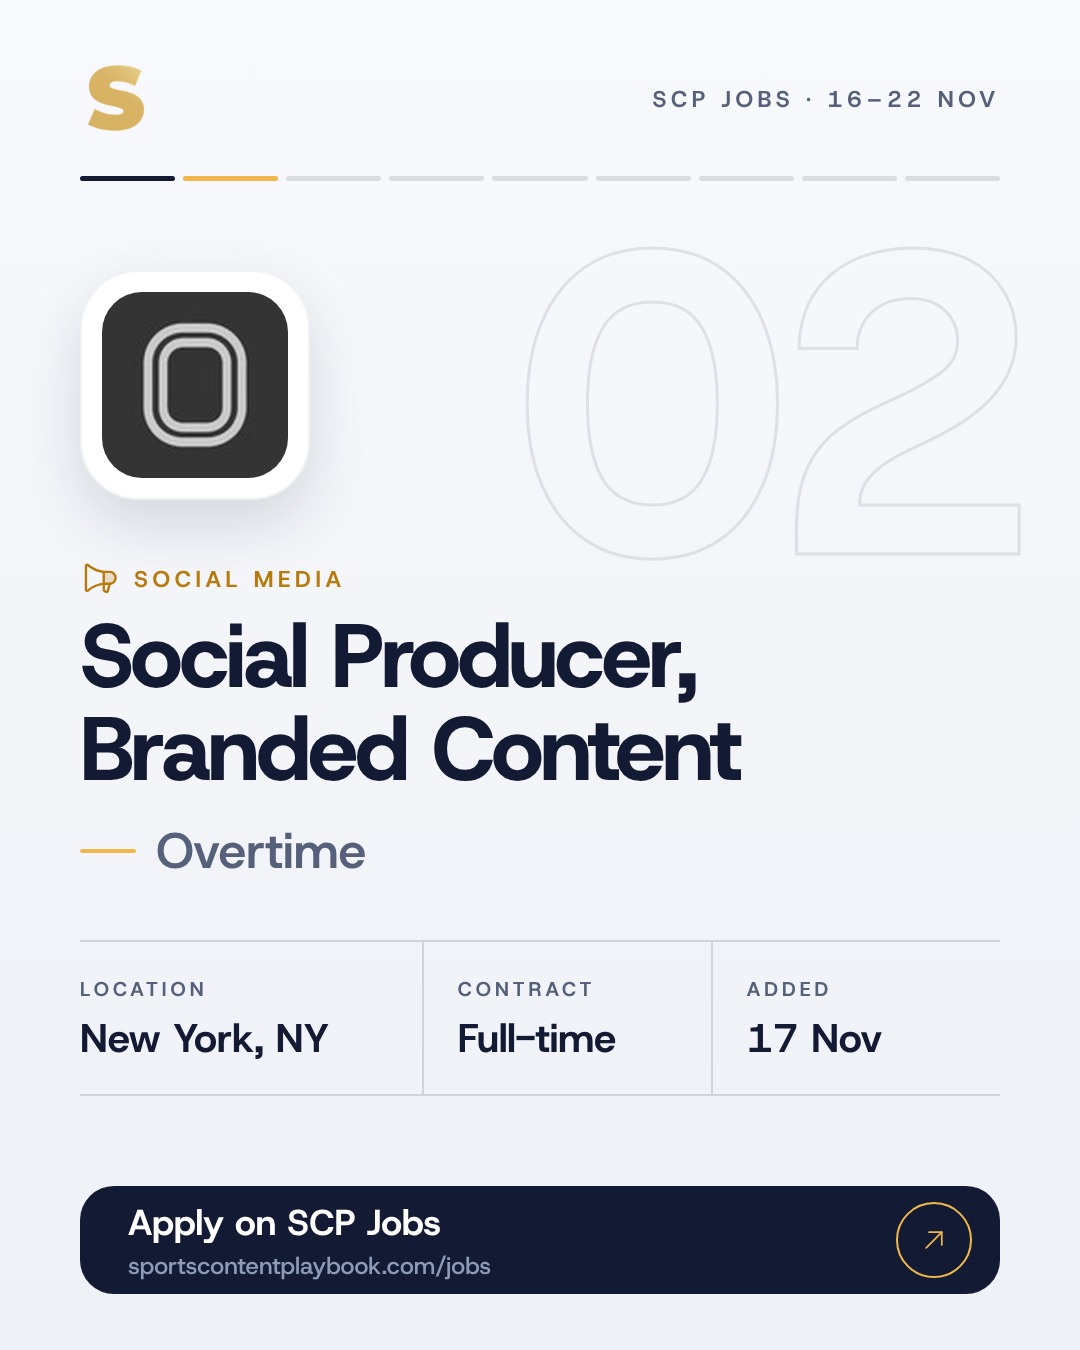 S
SCP JOBS · 16–22 NOV
02
SOCIAL MEDIA
Social Producer,
Branded Content
Overtime
LOCATION
New York, NY
CONTRACT
Full-time
ADDED
17 Nov
Apply on SCP Jobs
sportscontentplaybook.com/jobs